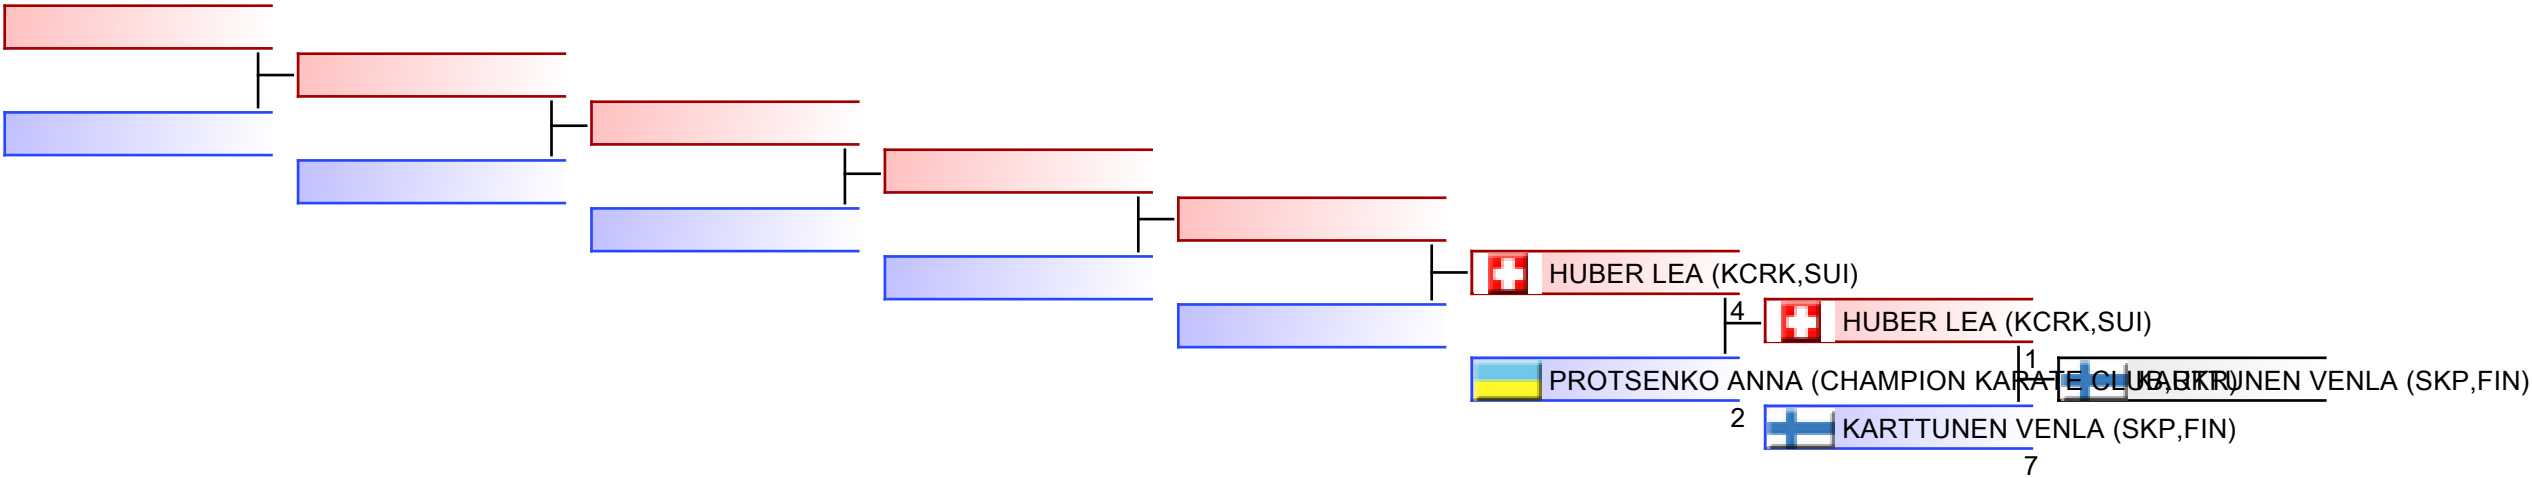 HUBER LEA (KCRK,SUI)
4
HUBER LEA (KCRK,SUI)
1
PROTSENKO ANNA (CHAMPION KARATE CLUB,UKR)
KARTTUNEN VENLA (SKP,FIN)
2
KARTTUNEN VENLA (SKP,FIN)
7